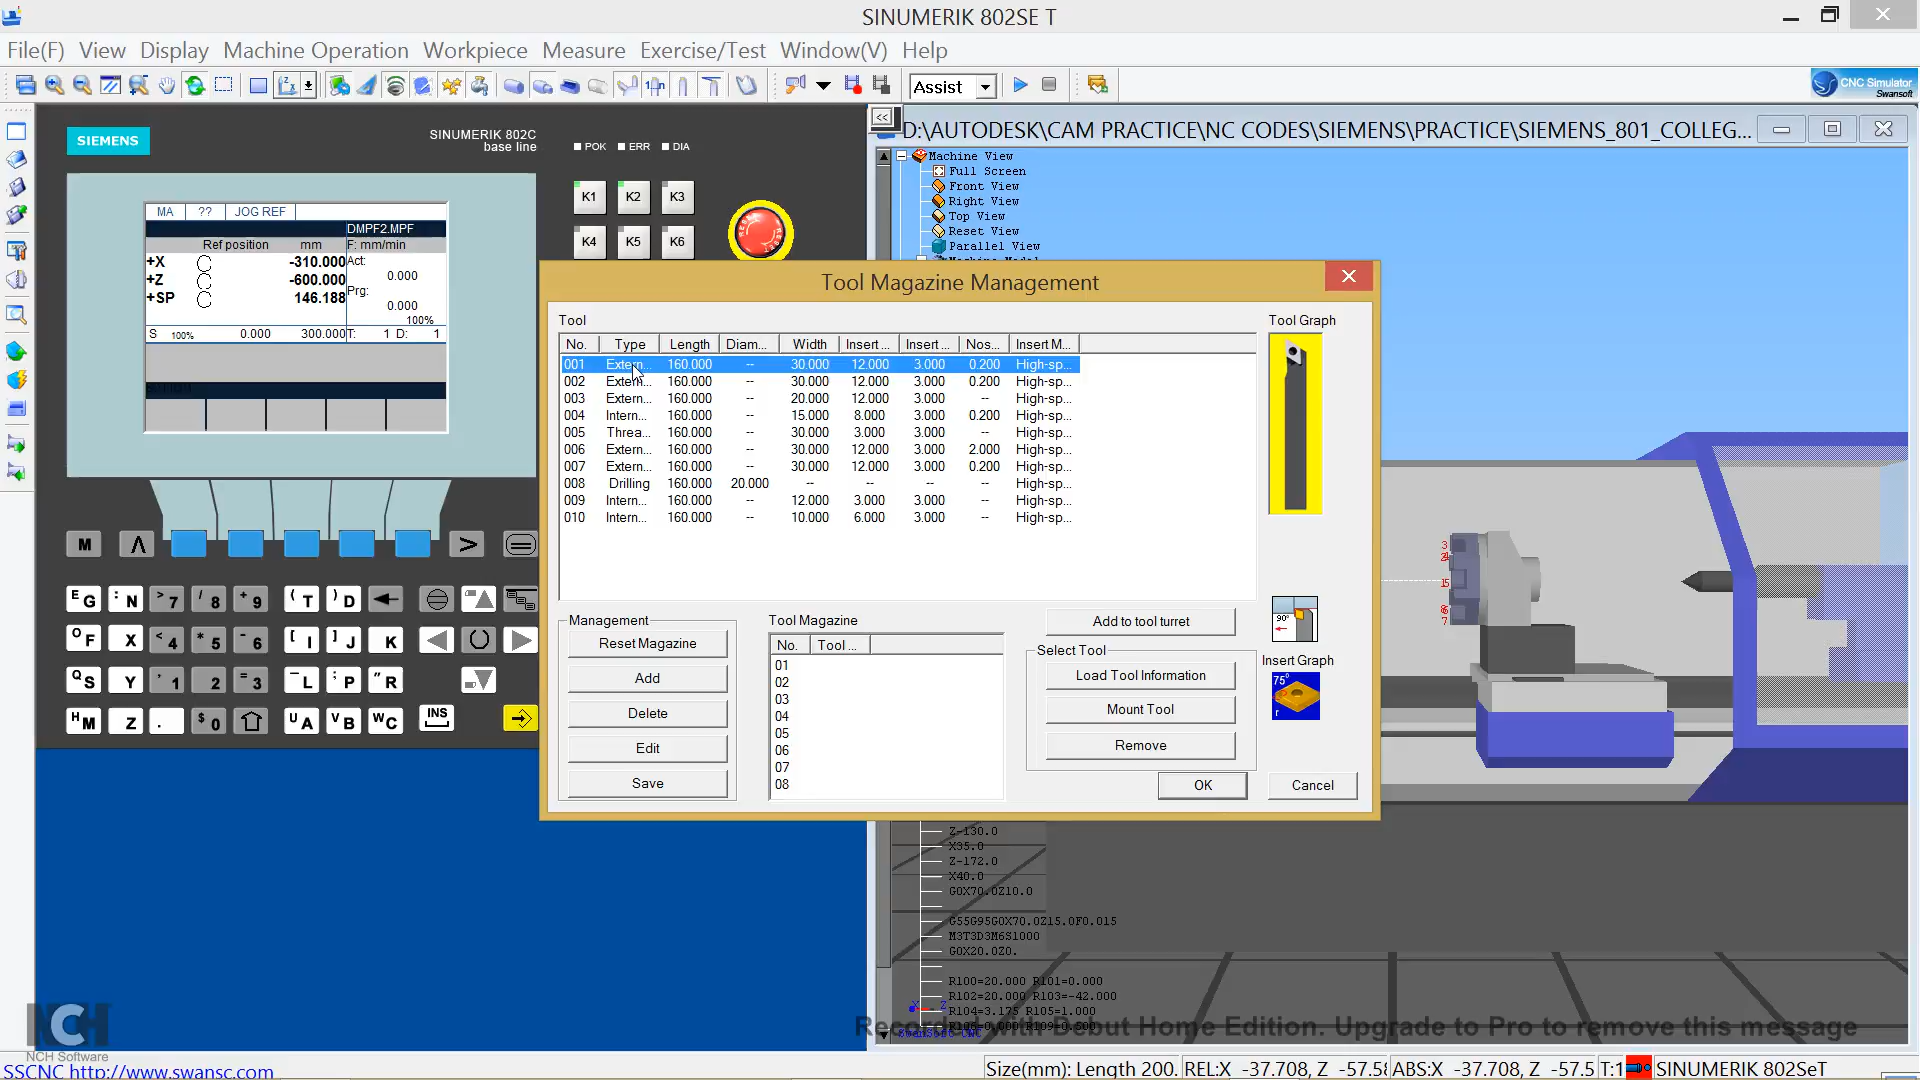 SINUMERIK 802SE T
File(F) View Display Machine Operation Workpiece Measure Exercise/Test Window(V) Help
Assist
CNC Simulator
Swansoft
SIEMENS
SINUMERIK 802C
base line
POK ERR DIA
K1 K2 K3
K4 K5 K6
MA ?? JOG REF
DMPF2.MPF
Ref position mm F: mm/min
+X -310.000 Act:
0.000
+Z -600.000
Prg:
+SP 146.188
0.000
100%
S 100% 0.000 300.000 T: 1 D: 1
M Λ >
E G : N > 7 / 8 + 9 ( T ) D
O F X < 4 * 5 - 6 [ I ] J K
Q S Y ' 1 2 = 3 - L ; P " R
H M Z . $ 0 U A V B W C INS
<< D:\AUTODESK\CAM PRACTICE\NC CODES\SIEMENS\PRACTICE\SIEMENS_801_COLLEG...
Machine View
Full Screen
Front View
Right View
Top View
Reset View
Parallel View
Tool Magazine Management
Tool
No. Type Length Diam... Width Insert ... Insert ... Nos... Insert M...
001 Extern... 160.000 -- 30.000 12.000 3.000 0.200 High-sp...
002 Extern... 160.000 -- 30.000 12.000 3.000 0.200 High-sp...
003 Extern... 160.000 -- 20.000 12.000 3.000 -- High-sp...
004 Intern... 160.000 -- 15.000 8.000 3.000 0.200 High-sp...
005 Threa... 160.000 -- 30.000 3.000 3.000 -- High-sp...
006 Extern... 160.000 -- 30.000 12.000 3.000 2.000 High-sp...
007 Extern... 160.000 -- 30.000 12.000 3.000 0.200 High-sp...
008 Drilling 160.000 20.000 -- -- -- -- High-sp...
009 Intern... 160.000 -- 12.000 3.000 3.000 -- High-sp...
010 Intern... 160.000 -- 10.000 6.000 3.000 -- High-sp...
Tool Graph
90°
Insert Graph
75°
r
Management
Reset Magazine
Add
Delete
Edit
Save
Tool Magazine
No. Tool ...
01
02
03
04
05
06
07
08
Add to tool turret
Select Tool
Load Tool Information
Mount Tool
Remove
OK Cancel
Z-130.0
X35.0
Z-172.0
X40.0
G0X70.0Z10.0
G55G95G0X70.0Z15.0F0.015
M3T3D3M6S1000
G0X20.0Z0.
R100=20.000 R101=0.000
R102=20.000 R103=-42.000
R104=3.175 R105=1.000
X Z
SwanSoft CNC
Recorded with Debut Home Edition. Upgrade to Pro to remove this message
NCH
NCH Software
SSCNC http://www.swansc.com
Size(mm): Length 200. REL:X -37.708, Z -57.58 ABS:X -37.708, Z -57.5 T:1 SINUMERIK 802SeT